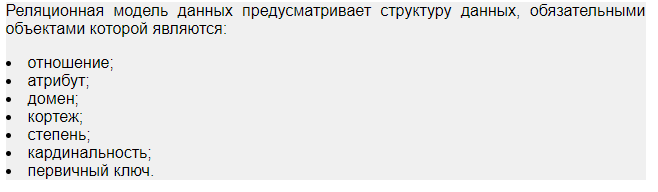 Реляционная модель данных предусматривает структуру данных, обязательными
объектами которой являются:
• отношение;
• атрибут;
• домен;
• кортеж;
• степень;
• кардинальность;
• первичный ключ.